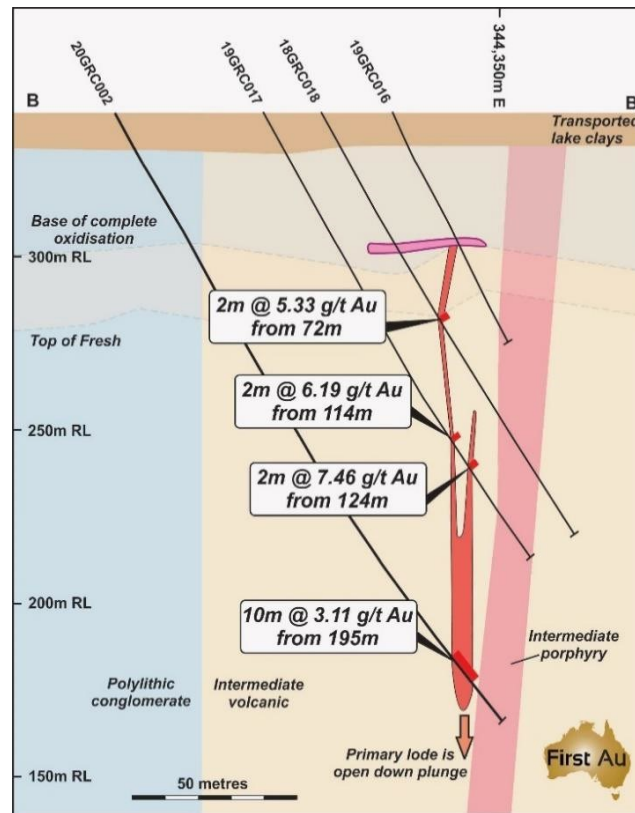 20GRC002
19GRC017
18GRC018
19GRC016
344,350m E
B
B
Transported
lake clays
Base of complete
oxidisation
300m RL
2m @ 5.33 g/t Au
from 72m
Top of Fresh
2m @ 6.19 g/t Au
from 114m
250m RL
2m @ 7.46 g/t Au
from 124m
200m RL
10m @ 3.11 g/t Au
from 195m
Intermediate
porphyry
Polylithic
conglomerate
Intermediate
volcanic
Primary lode is
open down plunge
First Au
150m RL
50 metres